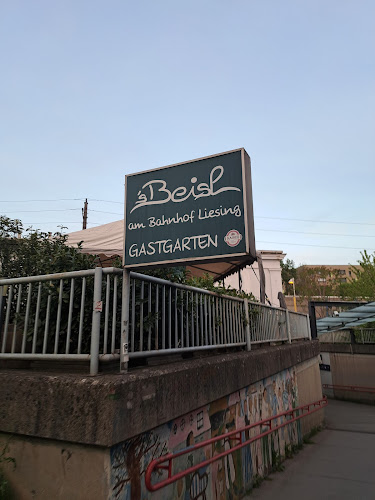 's Beisl
am Bahnhof Liesing
GASTGARTEN